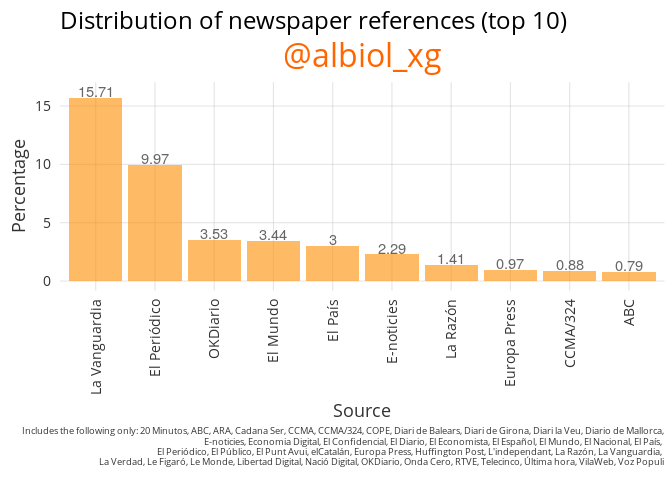 Distribution of newspaper references (top 10)
@albiol_xg
Percentage
15
10
5
0
15.71
9.97
3.53
3.44
3
2.29
1.41
0.97
0.88
0.79
La Vanguardia
El Periódico
OKDiario
El Mundo
El País
E-noticies
La Razón
Europa Press
CCMA/324
ABC
Source
Includes the following only: 20 Minutos, ABC, ARA, Cadana Ser, CCMA, CCMA/324, COPE, Diari de Balears, Diari de Girona, Diari la Veu, Diario de Mallorca,
E-noticies, Economia Digital, El Confidencial, El Diario, El Economista, El Español, El Mundo, El Nacional, El País,
El Periódico, El Público, El Punt Avui, elCatalán, Europa Press, Huffington Post, L'independant, La Razón, La Vanguardia,
La Verdad, Le Figaró, Le Monde, Libertad Digital, Nació Digital, OKDiario, Onda Cero, RTVE, Telecinco, Última hora, VilaWeb, Voz Populi